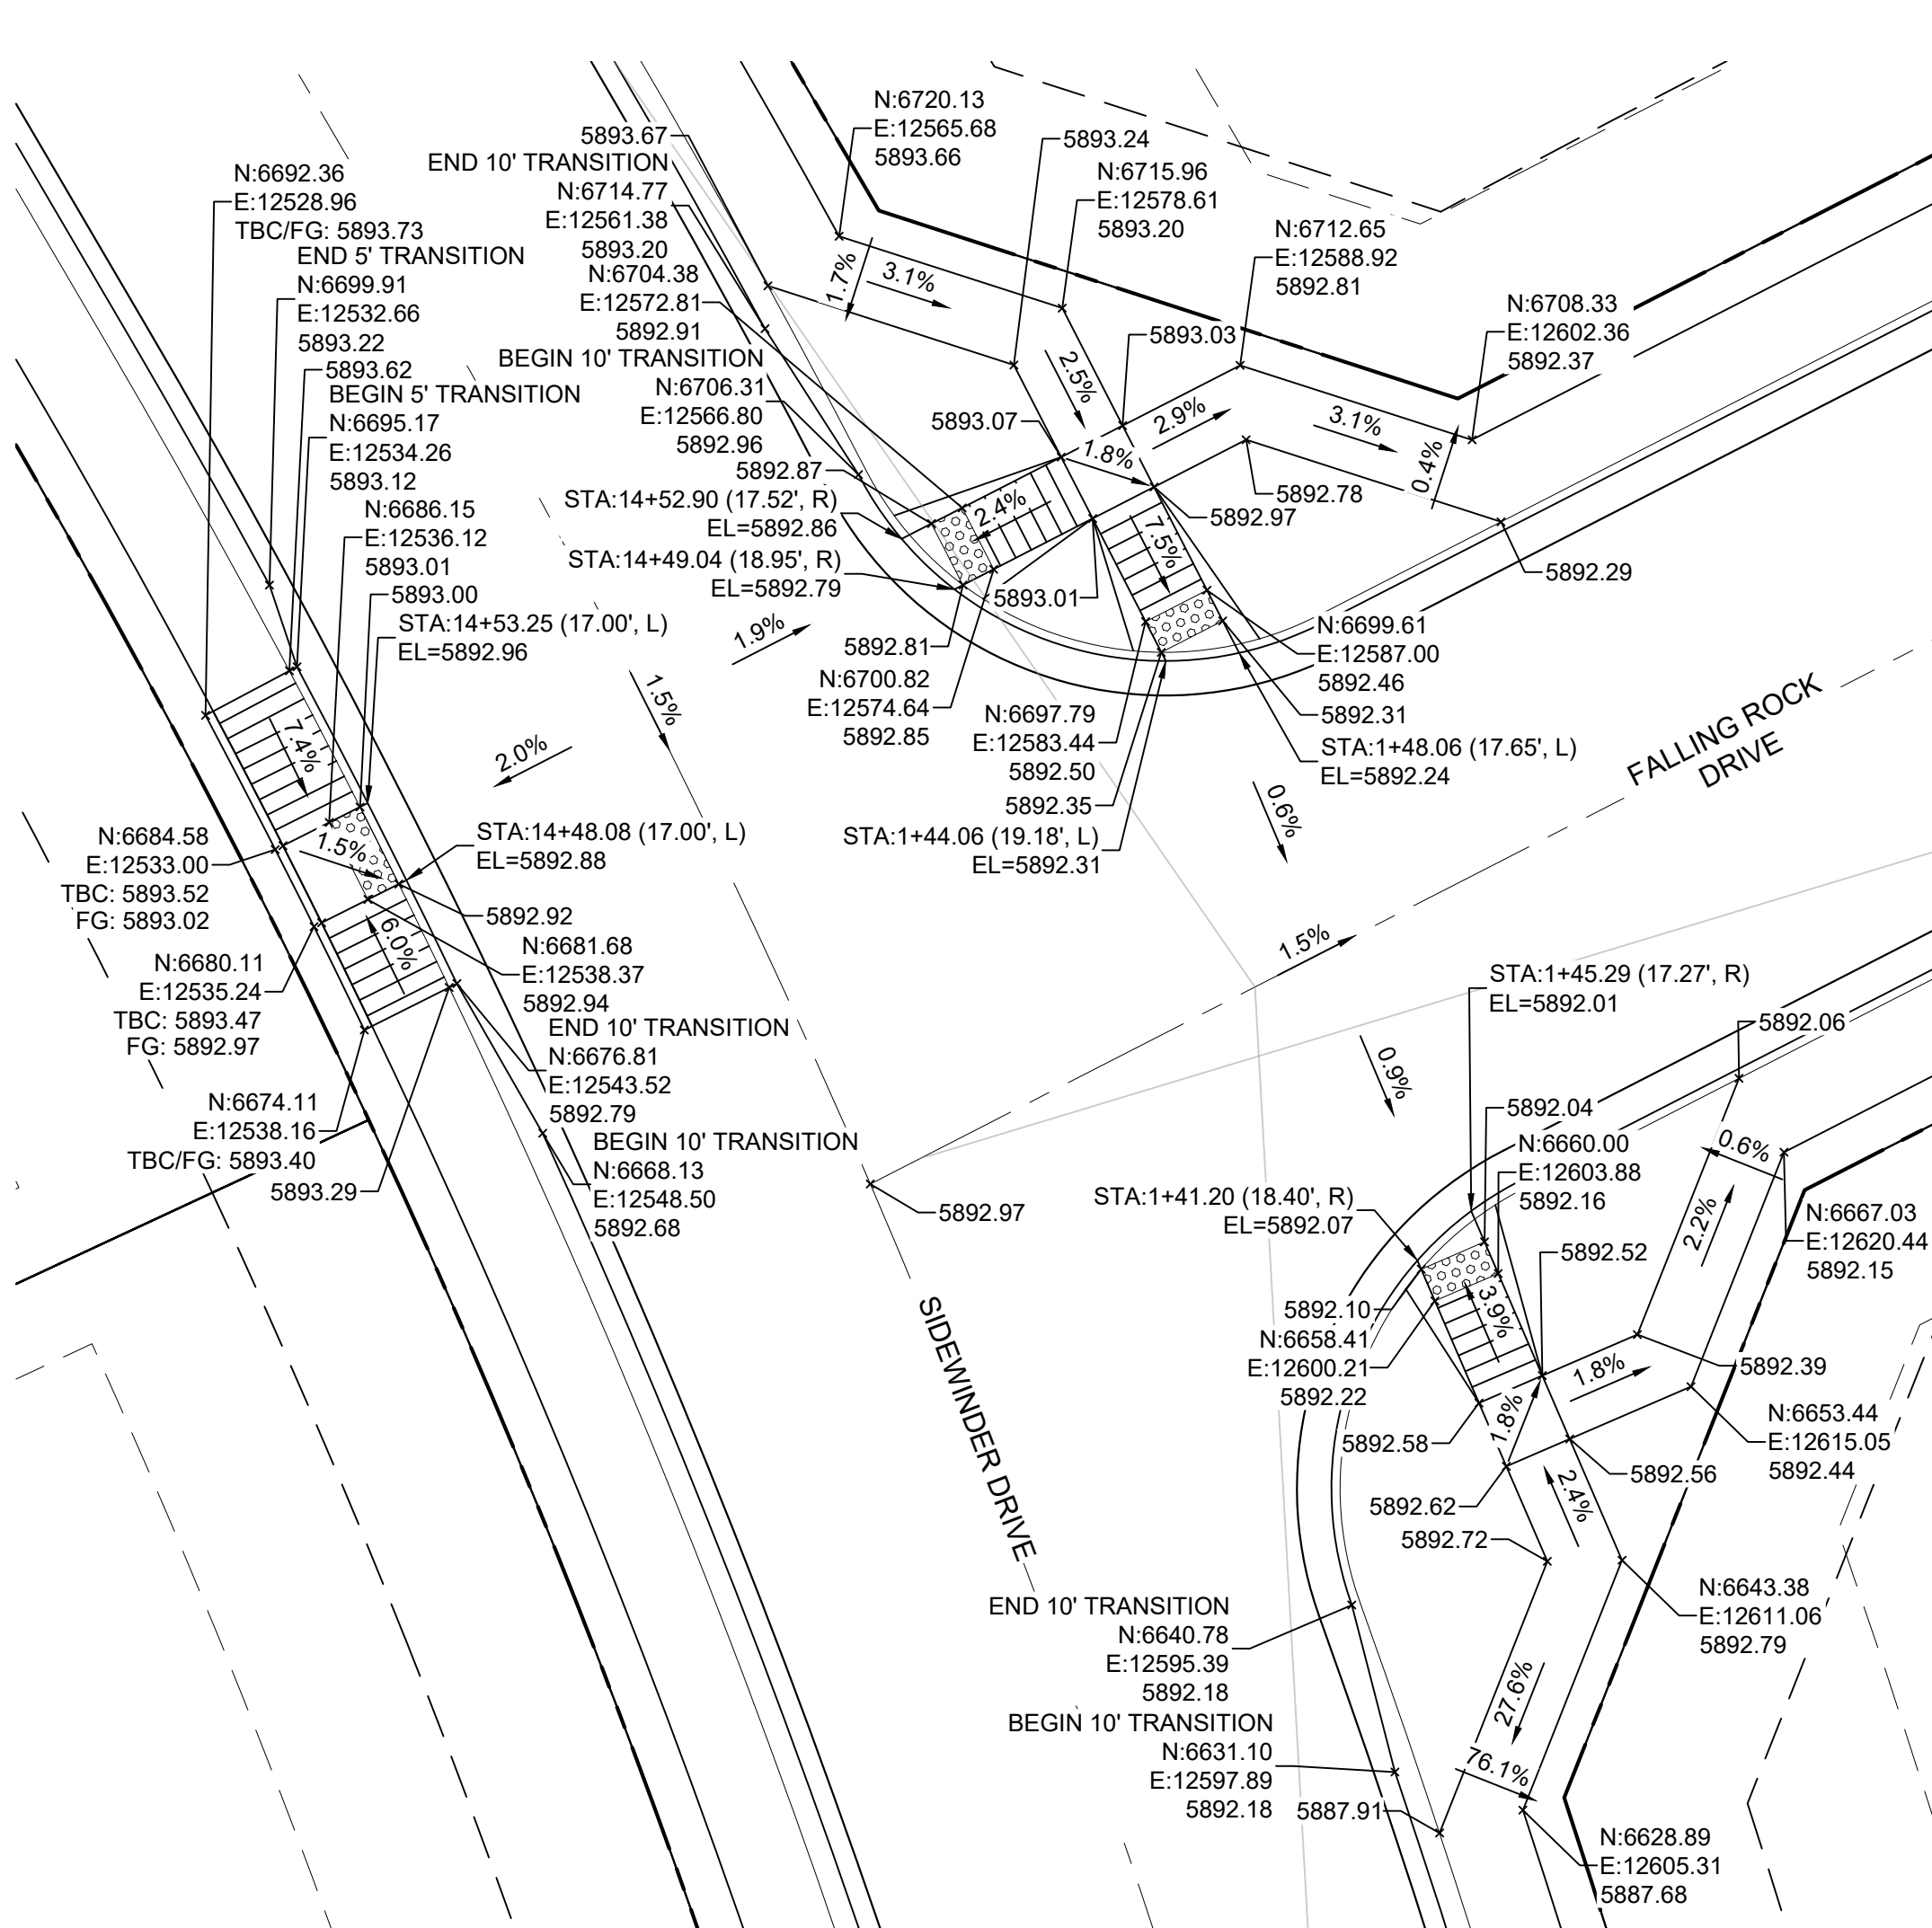 N:6720.13
E:12565.68
5893.66
5893.67
END 10' TRANSITION
N:6714.77
E:12561.38
5893.20
N:6704.38
E:12572.81
5892.91
BEGIN 10' TRANSITION
N:6706.31
E:12566.80
5892.96
5892.87
STA:14+52.90 (17.52', R)
EL=5892.86
STA:14+49.04 (18.95', R)
EL=5892.79
5893.24
N:6715.96
E:12578.61
5893.20
N:6712.65
E:12588.92
5892.81
N:6708.33
E:12602.36
5892.37
N:6692.36
E:12528.96
TBC/FG: 5893.73
END 5' TRANSITION
N:6699.91
E:12532.66
5893.22
5893.62
BEGIN 5' TRANSITION
N:6695.17
E:12534.26
5893.12
N:6686.15
E:12536.12
5893.01
5893.00
STA:14+53.25 (17.00', L)
EL=5892.96
1.7%
3.1%
2.5%
5893.03
5893.07
2.9%
1.8%
3.1%
0.4%
5892.78
5892.97
5892.29
2.4%
7.5%
5893.01
1.9%
5892.81
N:6700.82
E:12574.64
5892.85
N:6697.79
E:12583.44
5892.50
5892.35
STA:1+44.06 (19.18', L)
EL=5892.31
N:6699.61
E:12587.00
5892.46
5892.31
STA:1+48.06 (17.65', L)
EL=5892.24
FALLING ROCK
DRIVE
1.5%
2.0%
0.6%
7.4%
1.5%
STA:14+48.08 (17.00', L)
EL=5892.88
N:6684.58
E:12533.00
TBC: 5893.52
FG: 5893.02
5892.92
6.0%
N:6681.68
E:12538.37
5892.94
N:6680.11
E:12535.24
TBC: 5893.47
FG: 5892.97
END 10' TRANSITION
N:6676.81
E:12543.52
5892.79
N:6674.11
E:12538.16
TBC/FG: 5893.40
5893.29
BEGIN 10' TRANSITION
N:6668.13
E:12548.50
5892.68
1.5%
5892.97
0.9%
STA:1+45.29 (17.27', R)
EL=5892.01
5892.06
5892.04
N:6660.00
E:12603.88
5892.16
0.6%
STA:1+41.20 (18.40', R)
EL=5892.07
2.2%
N:6667.03
E:12620.44
5892.15
5892.52
5892.10
3.9%
N:6658.41
E:12600.21
5892.22
1.8%
5892.39
1.8%
5892.58
N:6653.44
E:12615.05
5892.44
5892.56
2.4%
5892.62
5892.72
SIDEWINDER DRIVE
N:6643.38
E:12611.06
5892.79
END 10' TRANSITION
N:6640.78
E:12595.39
5892.18
27.6%
BEGIN 10' TRANSITION
N:6631.10
E:12597.89
5892.18
76.1%
5887.91
N:6628.89
E:12605.31
5887.68